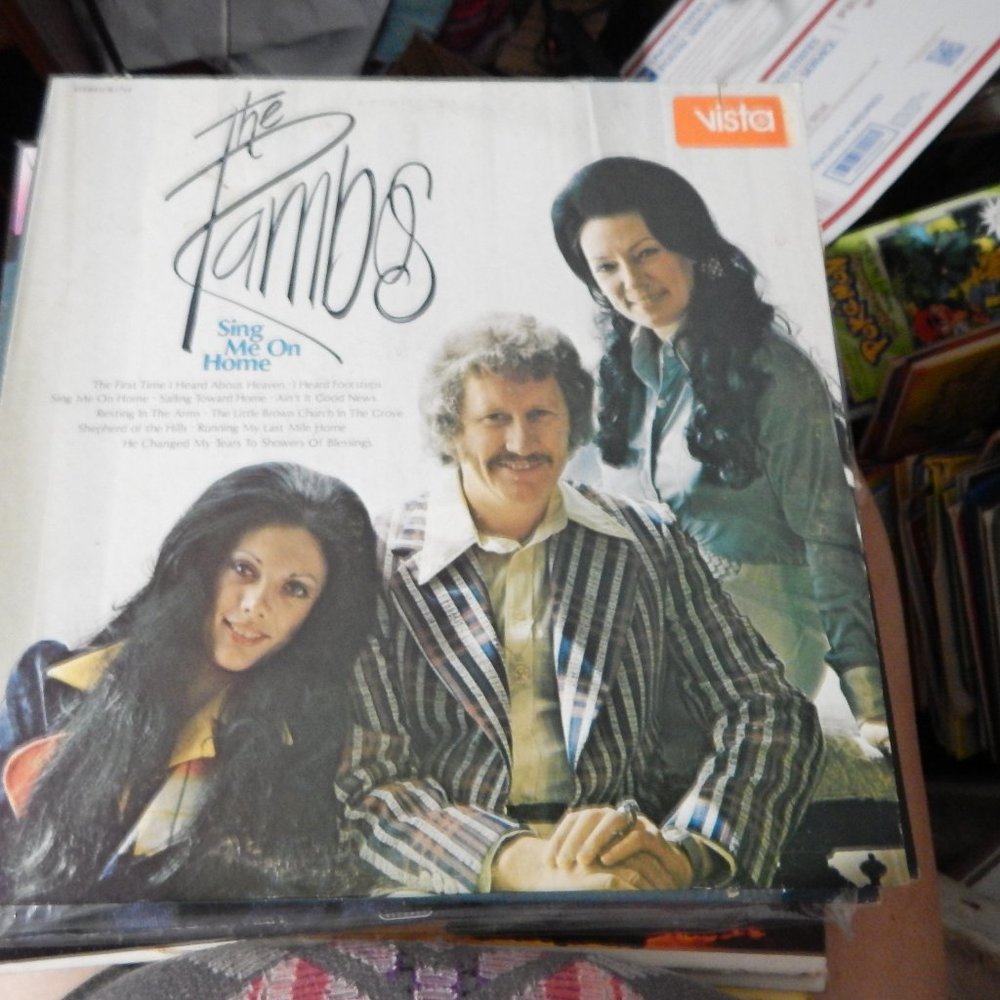 vista
The
Rambos
Sing
Me On
Home
The First Time I Heard About Heaven · I Heard Footsteps
Sing Me On Home · Sailing Toward Home · Ain't It Good News
Resting In The Arms · The Little Brown Church In The Grove
Shepherd of the Hills · Running My Last Mile Home
He Changed My Tears To Showers Of Blessings
POKéMON